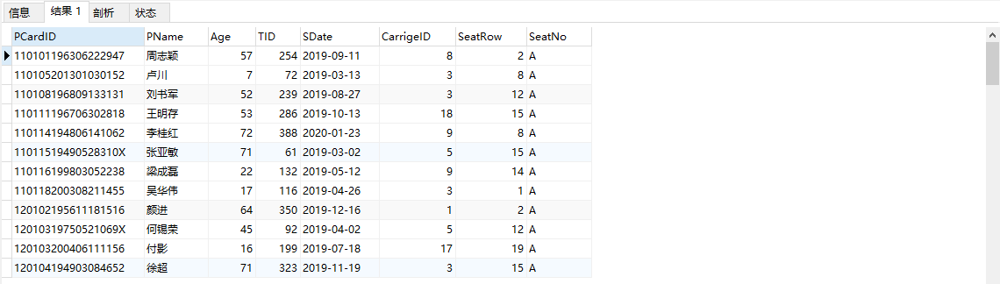 信息 结果 1 剖析 状态
PCardID PName Age TID SDate CarrigeID SeatRow SeatNo
110101196306222947 周志颖 57 254 2019-09-11 8 2 A
110105201301030152 卢川 7 72 2019-03-13 3 8 A
110108196809133131 刘书军 52 239 2019-08-27 3 12 A
110111196706302818 王明存 53 286 2019-10-13 18 15 A
110114194806141062 李桂红 72 388 2020-01-23 9 8 A
11011519490528310X 张亚敏 71 61 2019-03-02 5 15 A
110116199803052238 梁成磊 22 132 2019-05-12 9 14 A
110118200308211455 吴华伟 17 116 2019-04-26 3 1 A
120102195611181516 颜进 64 350 2019-12-16 1 2 A
12010319750521069X 何锡荣 45 92 2019-04-02 5 12 A
120103200406111156 付影 16 199 2019-07-18 17 19 A
120104194903084652 徐超 71 323 2019-11-19 3 15 A